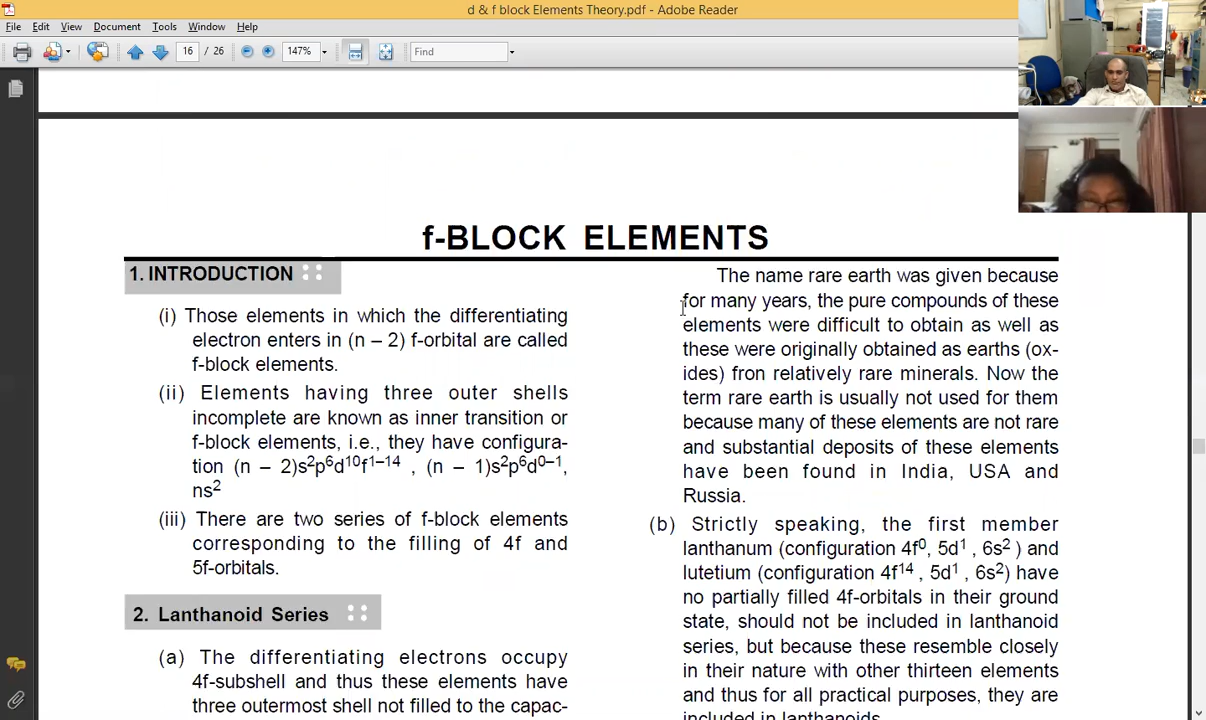 d & f block Elements Theory.pdf - Adobe Reader
File Edit View Document Tools Window Help
16 / 26 147% Find
f-BLOCK ELEMENTS
1. INTRODUCTION
(i) Those elements in which the differentiating
electron enters in (n – 2) f-orbital are called
f-block elements.
(ii) Elements having three outer shells
incomplete are known as inner transition or
f-block elements, i.e., they have configura-
tion (n – 2)s²p⁶d¹⁰f¹⁻¹⁴ , (n – 1)s²p⁶d⁰⁻¹,
ns²
(iii) There are two series of f-block elements
corresponding to the filling of 4f and
5f-orbitals.
2. Lanthanoid Series
(a) The differentiating electrons occupy
4f-subshell and thus these elements have
three outermost shell not filled to the capac-
The name rare earth was given because
for many years, the pure compounds of these
elements were difficult to obtain as well as
these were originally obtained as earths (ox-
ides) fron relatively rare minerals. Now the
term rare earth is usually not used for them
because many of these elements are not rare
and substantial deposits of these elements
have been found in India, USA and
Russia.
(b) Strictly speaking, the first member
lanthanum (configuration 4f⁰, 5d¹ , 6s² ) and
lutetium (configuration 4f¹⁴ , 5d¹ , 6s²) have
no partially filled 4f-orbitals in their ground
state, should not be included in lanthanoid
series, but because these resemble closely
in their nature with other thirteen elements
and thus for all practical purposes, they are
included in lanthanoids.